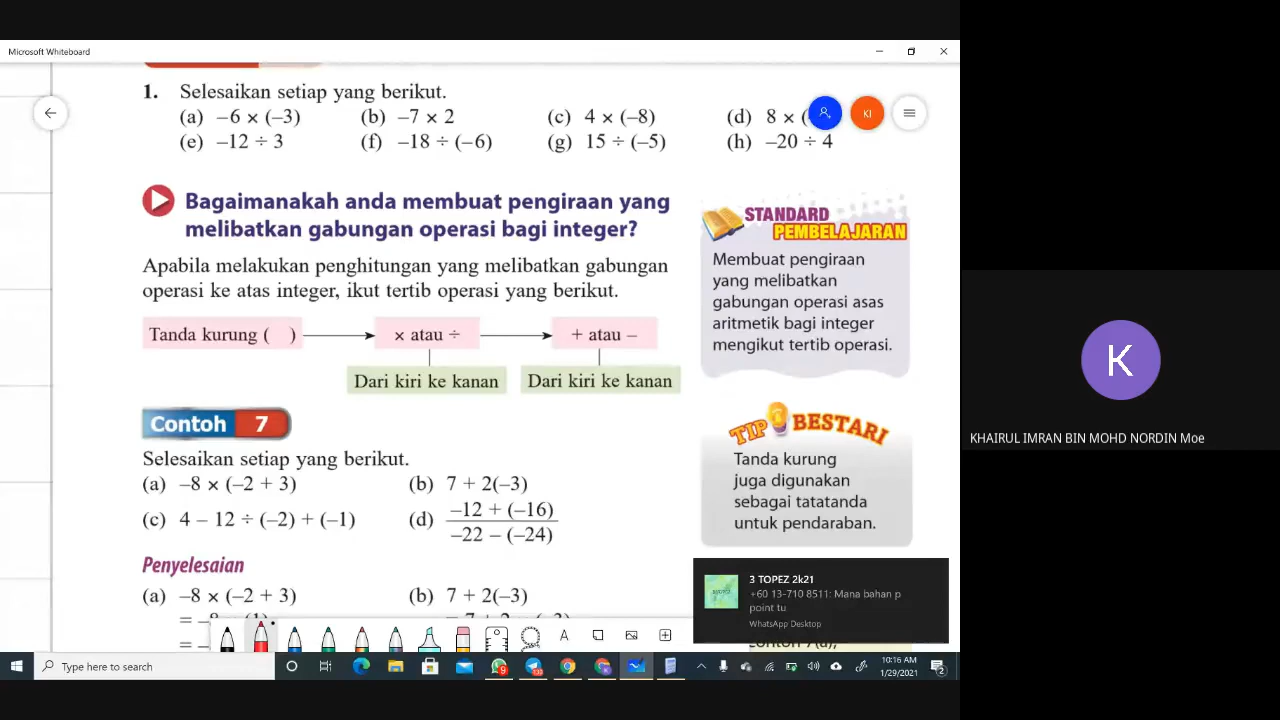 Microsoft Whiteboard
1. Selesaikan setiap yang berikut.
(a) –6 × (–3) (b) –7 × 2 (c) 4 × (–8) (d) 8 × (
KI
(e) –12 ÷ 3 (f) –18 ÷ (–6) (g) 15 ÷ (–5) (h) –20 ÷ 4
Bagaimanakah anda membuat pengiraan yang
melibatkan gabungan operasi bagi integer?
Apabila melakukan penghitungan yang melibatkan gabungan
operasi ke atas integer, ikut tertib operasi yang berikut.
Tanda kurung ( ) × atau ÷ + atau –
Dari kiri ke kanan Dari kiri ke kanan
STANDARD
PEMBELAJARAN
Membuat pengiraan
yang melibatkan
gabungan operasi asas
aritmetik bagi integer
mengikut tertib operasi.
Contoh 7
Selesaikan setiap yang berikut.
(a) –8 × (–2 + 3) (b) 7 + 2(–3)
(c) 4 – 12 ÷ (–2) + (–1) (d) –12 + (–16)
–22 – (–24)
TIP BESTARI
Tanda kurung
juga digunakan
sebagai tatatanda
untuk pendaraban.
Penyelesaian
(a) –8 × (–2 + 3) (b) 7 + 2(–3)
3 TOPEZ 2k21
+60 13-710 8511: Mana bahan p
point tu
WhatsApp Desktop
A
Type here to search
10:16 AM
1/29/2021
2
K
KHAIRUL IMRAN BIN MOHD NORDIN Moe